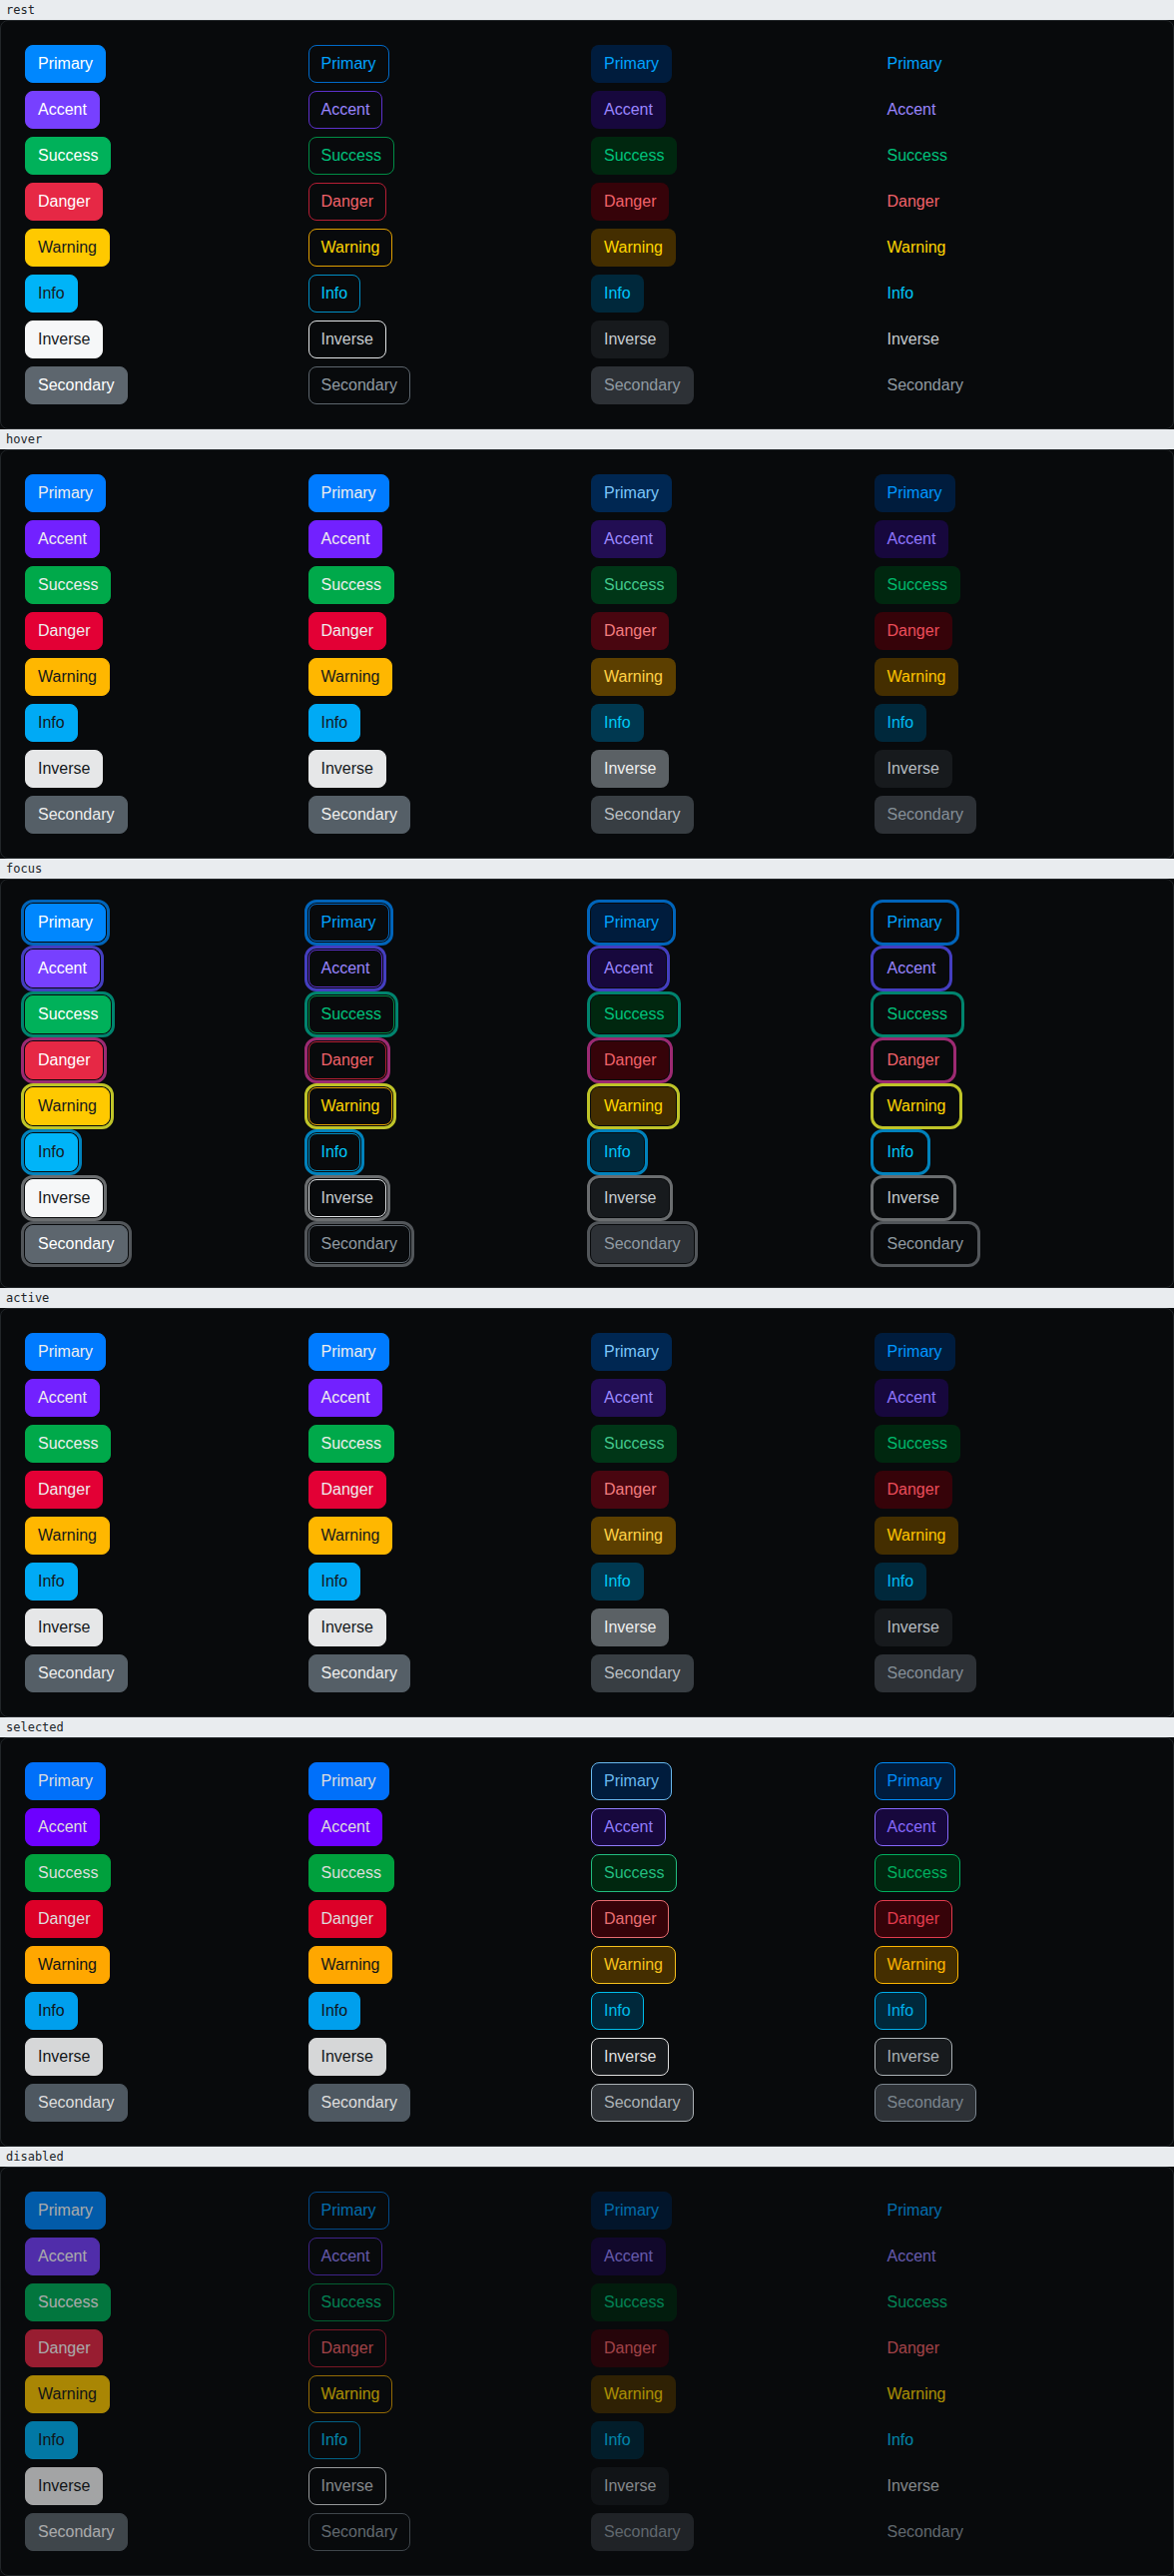 rest
Primary Primary Primary Primary
Accent Accent Accent Accent
Success Success Success Success
Danger Danger Danger Danger
Warning Warning Warning Warning
Info Info Info Info
Inverse Inverse Inverse Inverse
Secondary Secondary Secondary Secondary
hover
Primary Primary Primary Primary
Accent Accent Accent Accent
Success Success Success Success
Danger Danger Danger Danger
Warning Warning Warning Warning
Info Info Info Info
Inverse Inverse Inverse Inverse
Secondary Secondary Secondary Secondary
focus
Primary Primary Primary Primary
Accent Accent Accent Accent
Success Success Success Success
Danger Danger Danger Danger
Warning Warning Warning Warning
Info Info Info Info
Inverse Inverse Inverse Inverse
Secondary Secondary Secondary Secondary
active
Primary Primary Primary Primary
Accent Accent Accent Accent
Success Success Success Success
Danger Danger Danger Danger
Warning Warning Warning Warning
Info Info Info Info
Inverse Inverse Inverse Inverse
Secondary Secondary Secondary Secondary
selected
Primary Primary Primary Primary
Accent Accent Accent Accent
Success Success Success Success
Danger Danger Danger Danger
Warning Warning Warning Warning
Info Info Info Info
Inverse Inverse Inverse Inverse
Secondary Secondary Secondary Secondary
disabled
Primary Primary Primary Primary
Accent Accent Accent Accent
Success Success Success Success
Danger Danger Danger Danger
Warning Warning Warning Warning
Info Info Info Info
Inverse Inverse Inverse Inverse
Secondary Secondary Secondary Secondary